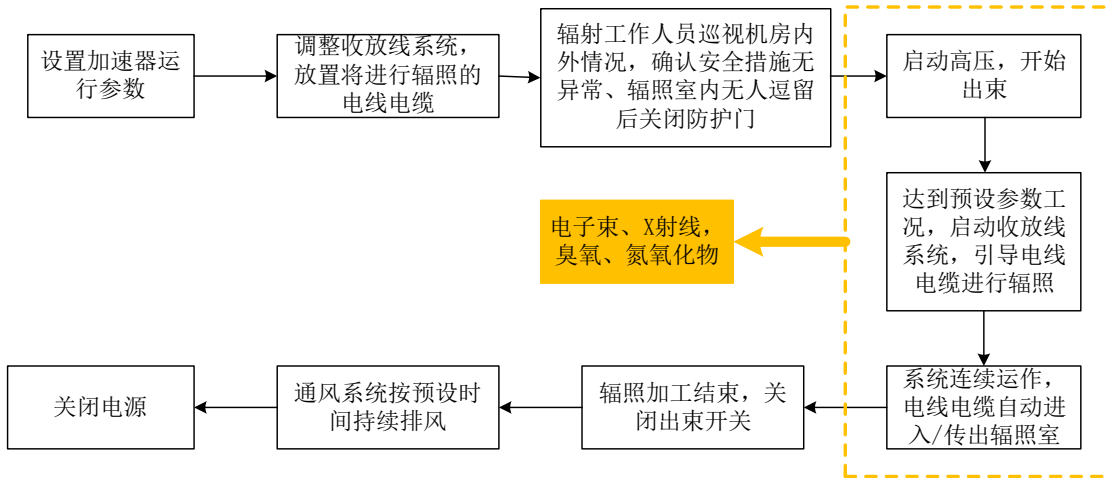 设置加速器运
行参数
调整收放线系统，
放置将进行辐照的
电线电缆
辐射工作人员巡视机房内
外情况，确认安全措施无
异常、辐照室内无人逗留
后关闭防护门
启动高压，开始
出束
达到预设参数工
况，启动收放线
系统，引导电线
电缆进行辐照
电子束、X射线，
臭氧、氮氧化物
系统连续运作，
电线电缆自动进
入/传出辐照室
辐照加工结束，关
闭出束开关
通风系统按预设时
间持续排风
关闭电源